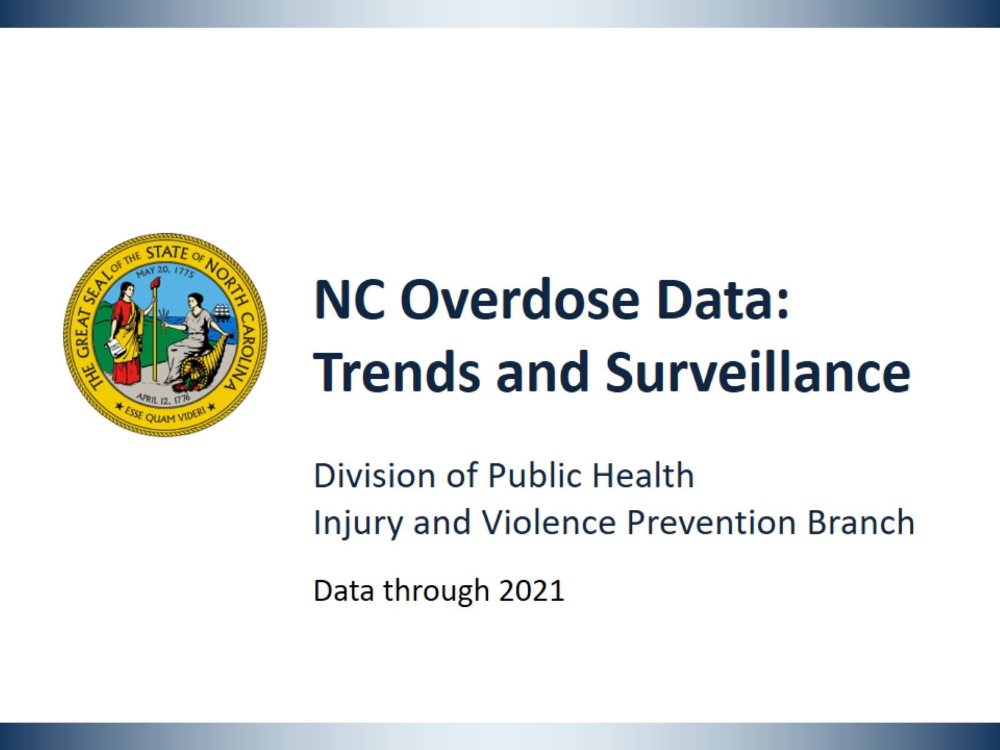 THE GREAT SEAL OF THE STATE OF NORTH CAROLINA
MAY 20, 1775
APRIL 12, 1776
★ ESSE QUAM VIDERI ★
NC Overdose Data:
Trends and Surveillance
Division of Public Health
Injury and Violence Prevention Branch
Data through 2021